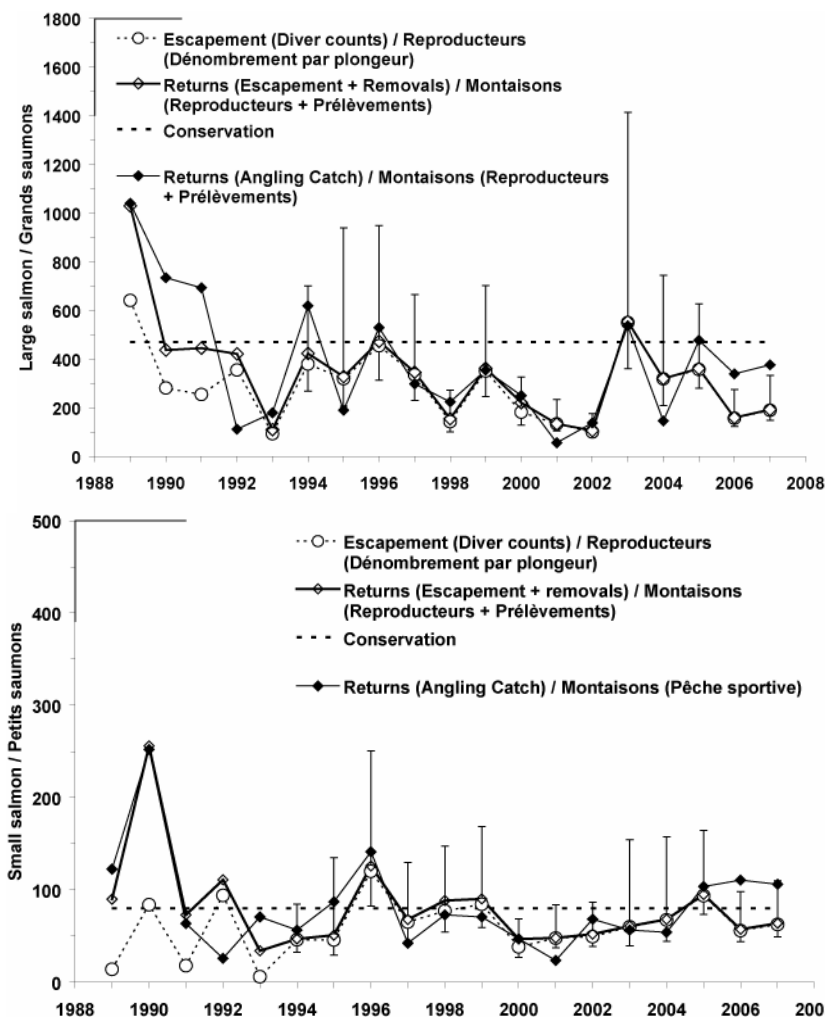 1800
1600
1400
1200
1000
800
600
400
200
0
Large salmon / Grands saumons
Escapement (Diver counts) / Reproducteurs
(Dénombrement par plongeur)
Returns (Escapement + Removals) / Montaisons
(Reproducteurs + Prélèvements)
Conservation
Returns (Angling Catch) / Montaisons (Reproducteurs
+ Prélèvements)
1988 1990 1992 1994 1996 1998 2000 2002 2004 2006 2008
500
400
300
200
100
0
Small salmon / Petits saumons
Escapement (Diver counts) / Reproducteurs
(Dénombrement par plongeur)
Returns (Escapement + removals) / Montaisons
(Reproducteurs + Prélèvements)
Conservation
Returns (Angling Catch) / Montaisons (Pêche sportive)
1988 1990 1992 1994 1996 1998 2000 2002 2004 2006 200